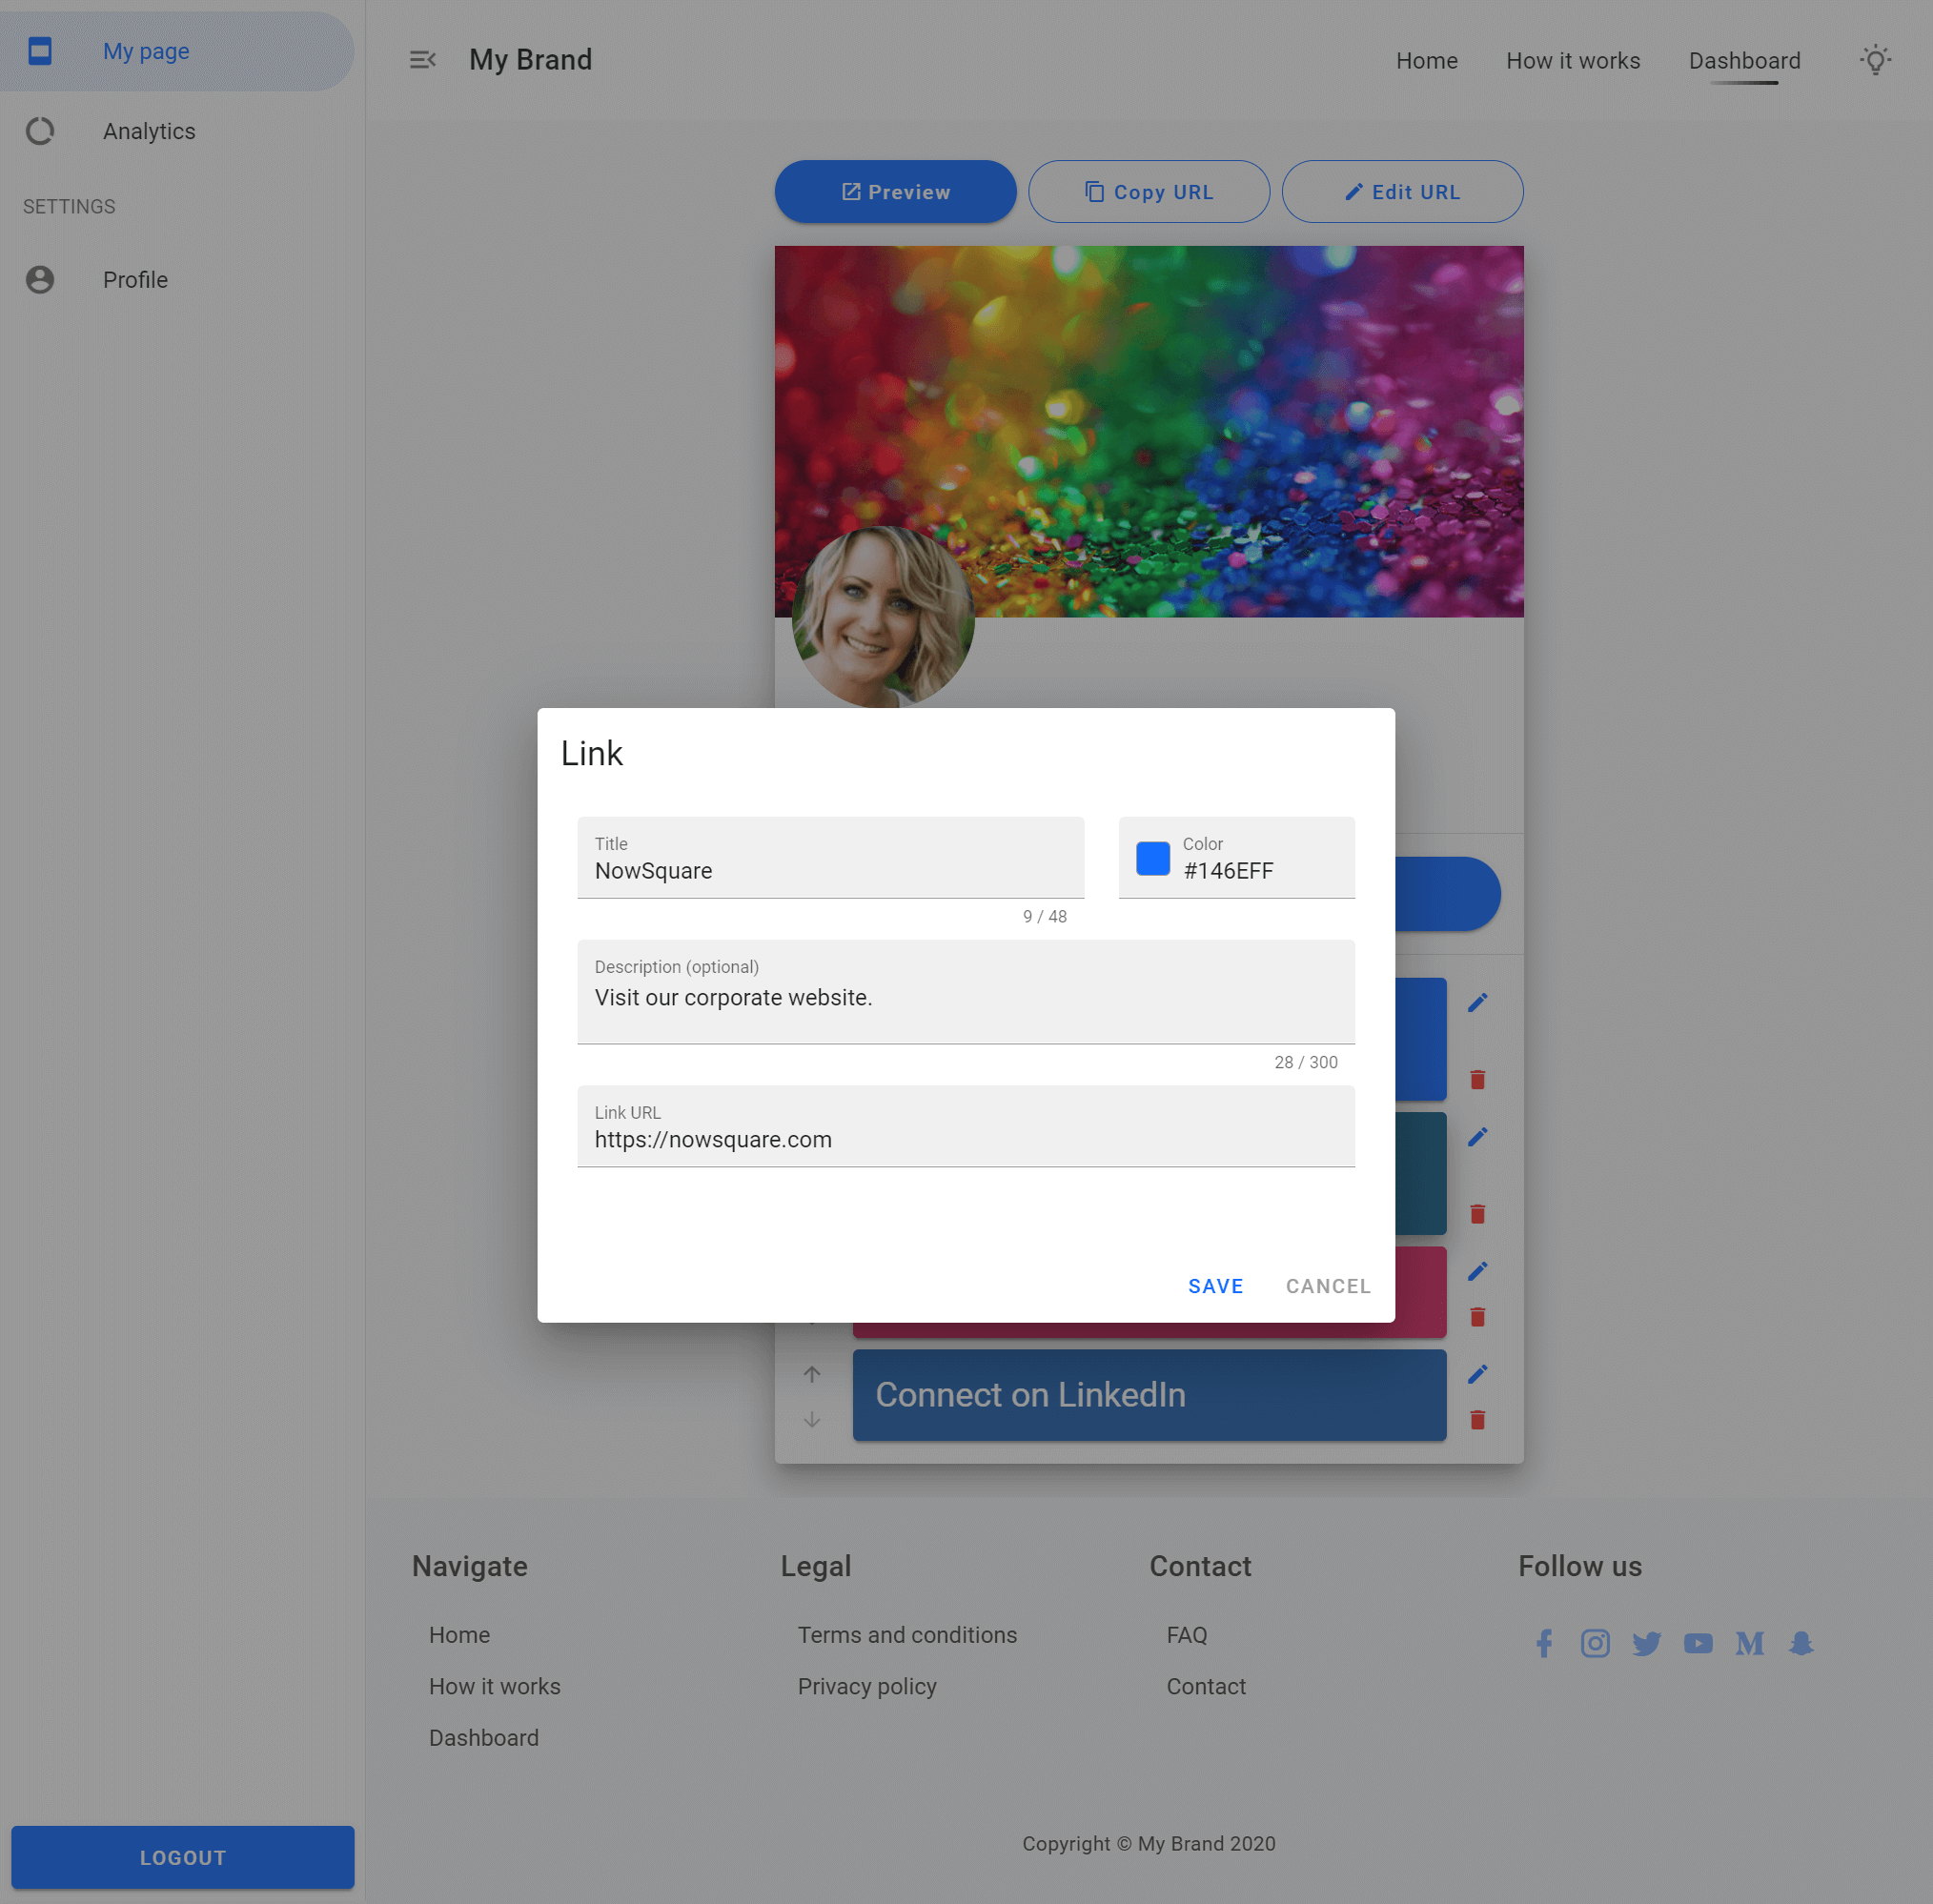 My page
Analytics
SETTINGS
Profile
LOGOUT
My Brand
Home
How it works
Dashboard
Preview
Copy URL
Edit URL
Link
Title
NowSquare
9 / 48
Color
#146EFF
Description (optional)
Visit our corporate website.
28 / 300
Link URL
https://nowsquare.com
SAVE
CANCEL
Connect on LinkedIn
Navigate
Home
How it works
Dashboard
Legal
Terms and conditions
Privacy policy
Contact
FAQ
Contact
Follow us
Copyright © My Brand 2020